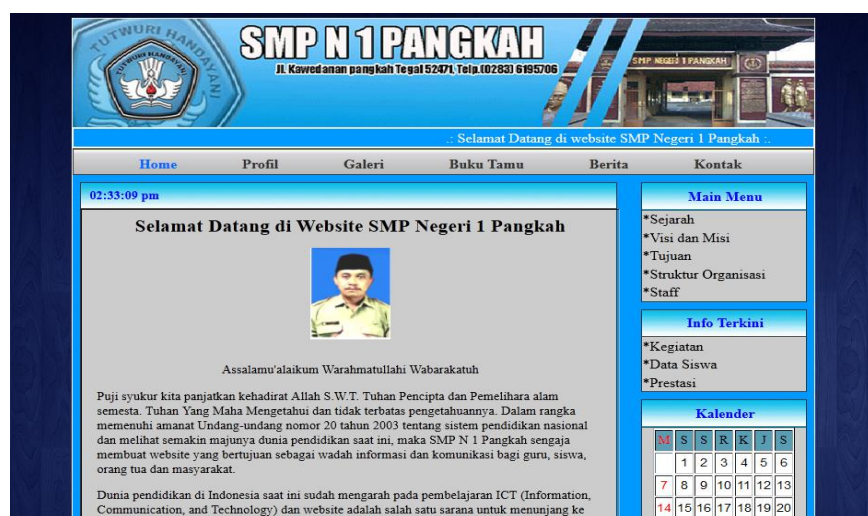 TUTWURI HANDAYANI
SMP N 1 PANGKAH
Jl. Kawedanan pangkah Tegal 52471, Telp.(0283) 6195706
SMP NEGERI 1 PANGKAH
.: Selamat Datang di website SMP Negeri 1 Pangkah :.
Home Profil Galeri Buku Tamu Berita Kontak
02:33:09 pm
Selamat Datang di Website SMP Negeri 1 Pangkah
Assalamu'alaikum Warahmatullahi Wabarakatuh
Puji syukur kita panjatkan kehadirat Allah S.W.T. Tuhan Pencipta dan Pemelihara alam
semesta. Tuhan Yang Maha Mengetahui dan tidak terbatas pengetahuannya. Dalam rangka
memenuhi amanat Undang-undang nomor 20 tahun 2003 tentang sistem pendidikan nasional
dan melihat semakin majunya dunia pendidikan saat ini, maka SMP N 1 Pangkah sengaja
membuat website yang bertujuan sebagai wadah informasi dan komunikasi bagi guru, siswa,
orang tua dan masyarakat.
Dunia pendidikan di Indonesia saat ini sudah mengarah pada pembelajaran ICT (Information,
Communication, and Technology) dan website adalah salah satu sarana untuk menunjang ke
Main Menu
*Sejarah
*Visi dan Misi
*Tujuan
*Struktur Organisasi
*Staff
Info Terkini
*Kegiatan
*Data Siswa
*Prestasi
Kalender
M S S R K J S
1 2 3 4 5 6
7 8 9 10 11 12 13
14 15 16 17 18 19 20